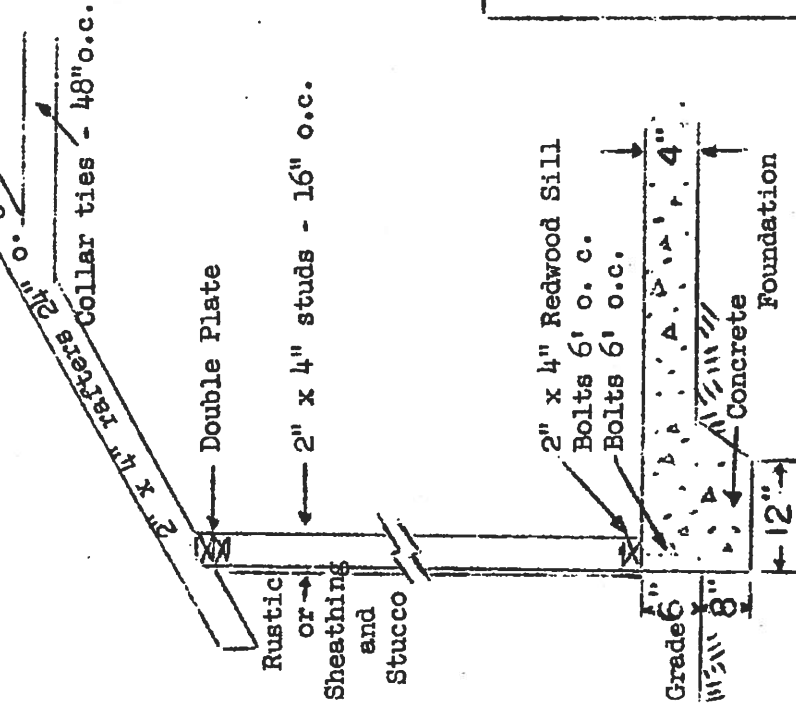 Collar ties - 48"o.c.
2" x 4" rafters 24" o.
Double Plate
2" x 4" studs - 16" o.c.
Rustic
or
Sheathing
and
Stucco
2" x 4" Redwood Sill
Bolts 6' o. c.
Bolts 6' o.c.
4"
6"
Grade
8"
Concrete
12"
Foundation